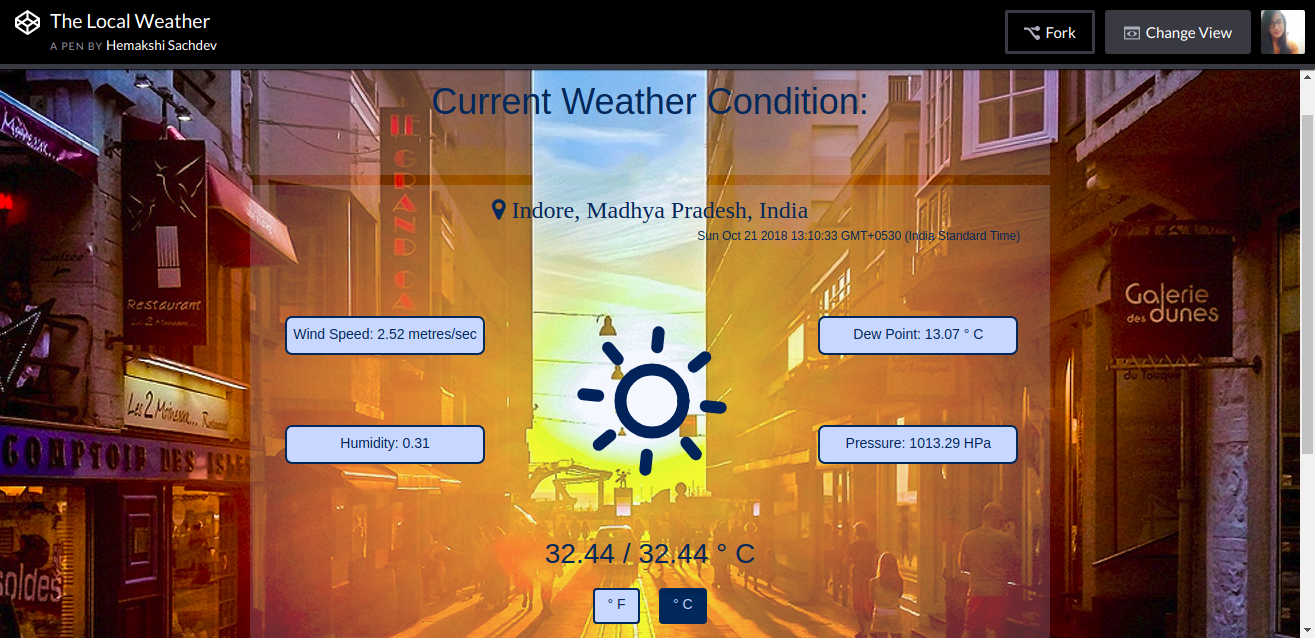 The Local Weather
A PEN BY Hemakshi Sachdev
Fork
Change View
Current Weather Condition:
Indore, Madhya Pradesh, India
Sun Oct 21 2018 13:10:33 GMT+0530 (India Standard Time)
Wind Speed: 2.52 metres/sec
Dew Point: 13.07 ° C
Humidity: 0.31
Pressure: 1013.29 HPa
32.44 / 32.44 ° C
° F
° C
LE GRAND CA
Restaurant
Les 2 Moineaux... Restaurant
COMPTOIR DES ISLES
soldes
Galerie
des dunes
du Touquet